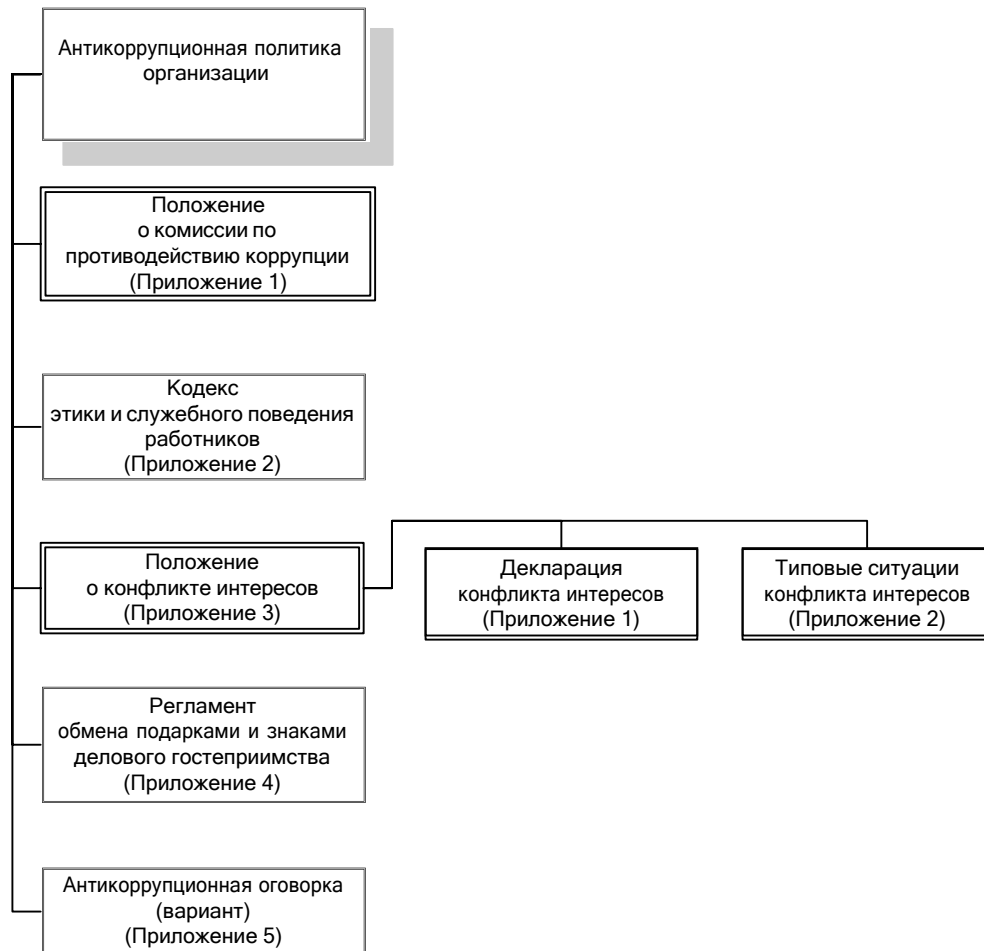 Антикоррупционная политика
организации
Положение
о комиссии по
противодействию коррупции
(Приложение 1)
Кодекс
этики и служебного поведения
работников
(Приложение 2)
Положение
о конфликте интересов
(Приложение 3)
Декларация
конфликта интересов
(Приложение 1)
Типовые ситуации
конфликта интересов
(Приложение 2)
Регламент
обмена подарками и знаками
делового гостеприимства
(Приложение 4)
Антикоррупционная оговорка
(вариант)
(Приложение 5)